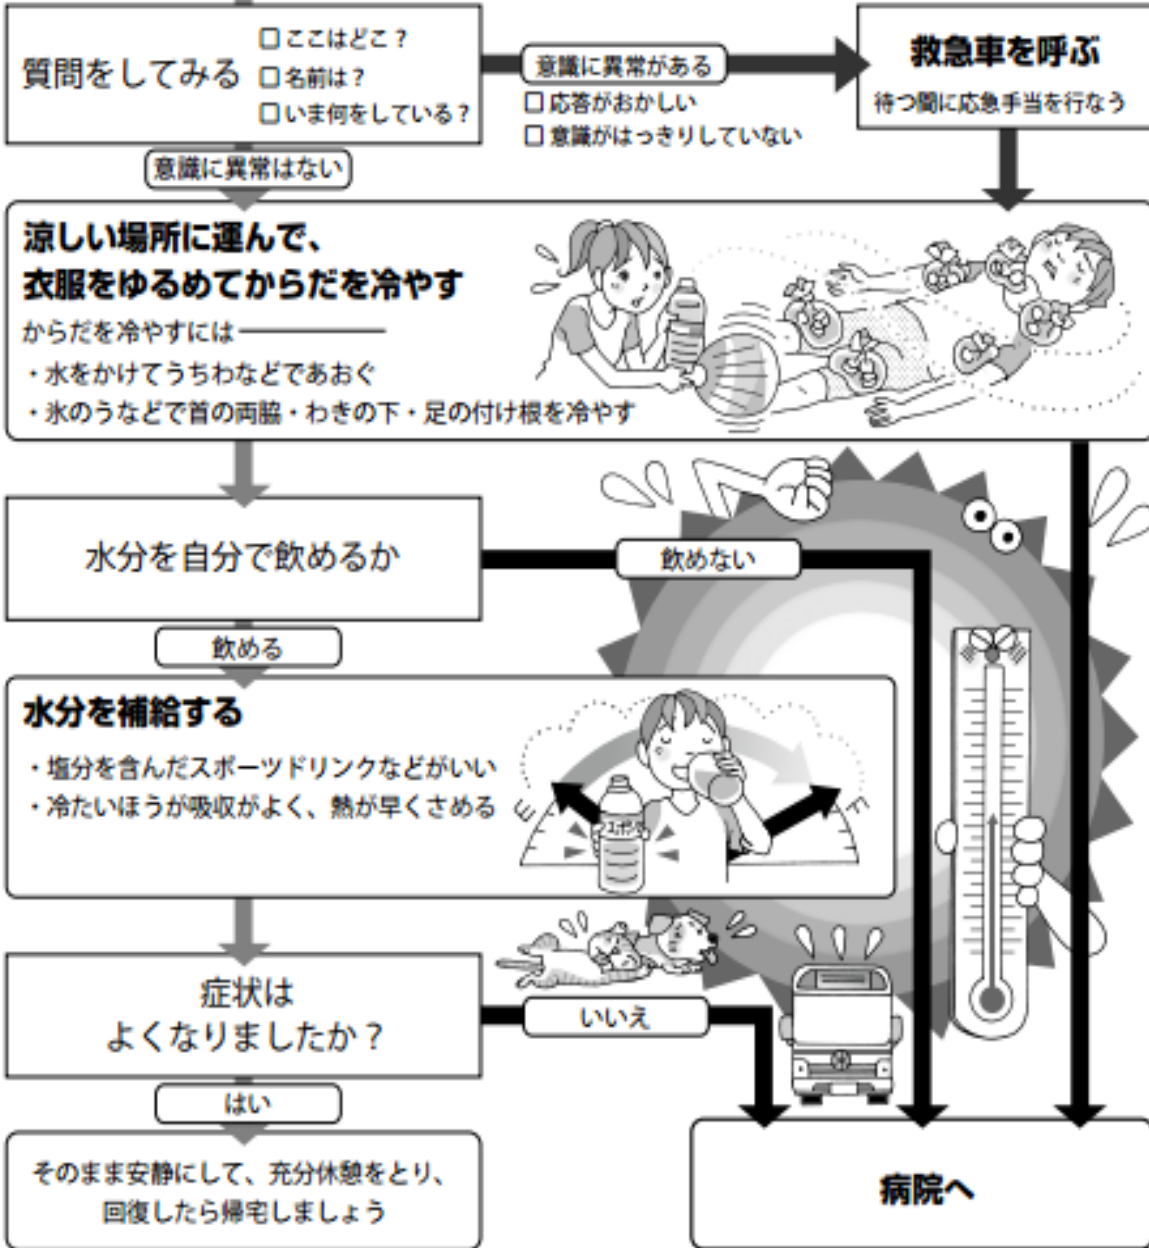 質問をしてみる
□ ここはどこ？
□ 名前は？
□ いま何をしている？
意識に異常がある
□ 応答がおかしい
□ 意識がはっきりしていない
救急車を呼ぶ
待つ間に応急手当を行なう
意識に異常はない
涼しい場所に運んで、
衣服をゆるめてからだを冷やす
からだを冷やすには
・水をかけてうちわなどであおぐ
・氷のうなどで首の両脇・わきの下・足の付け根を冷やす
水分を自分で飲めるか
飲めない
飲める
水分を補給する
・塩分を含んだスポーツドリンクなどがいい
・冷たいほうが吸収がよく、熱が早くさめる
E
F
スポーツ
症状は
よくなりましたか？
いいえ
はい
そのまま安静にして、充分休憩をとり、
回復したら帰宅しましょう
病院へ